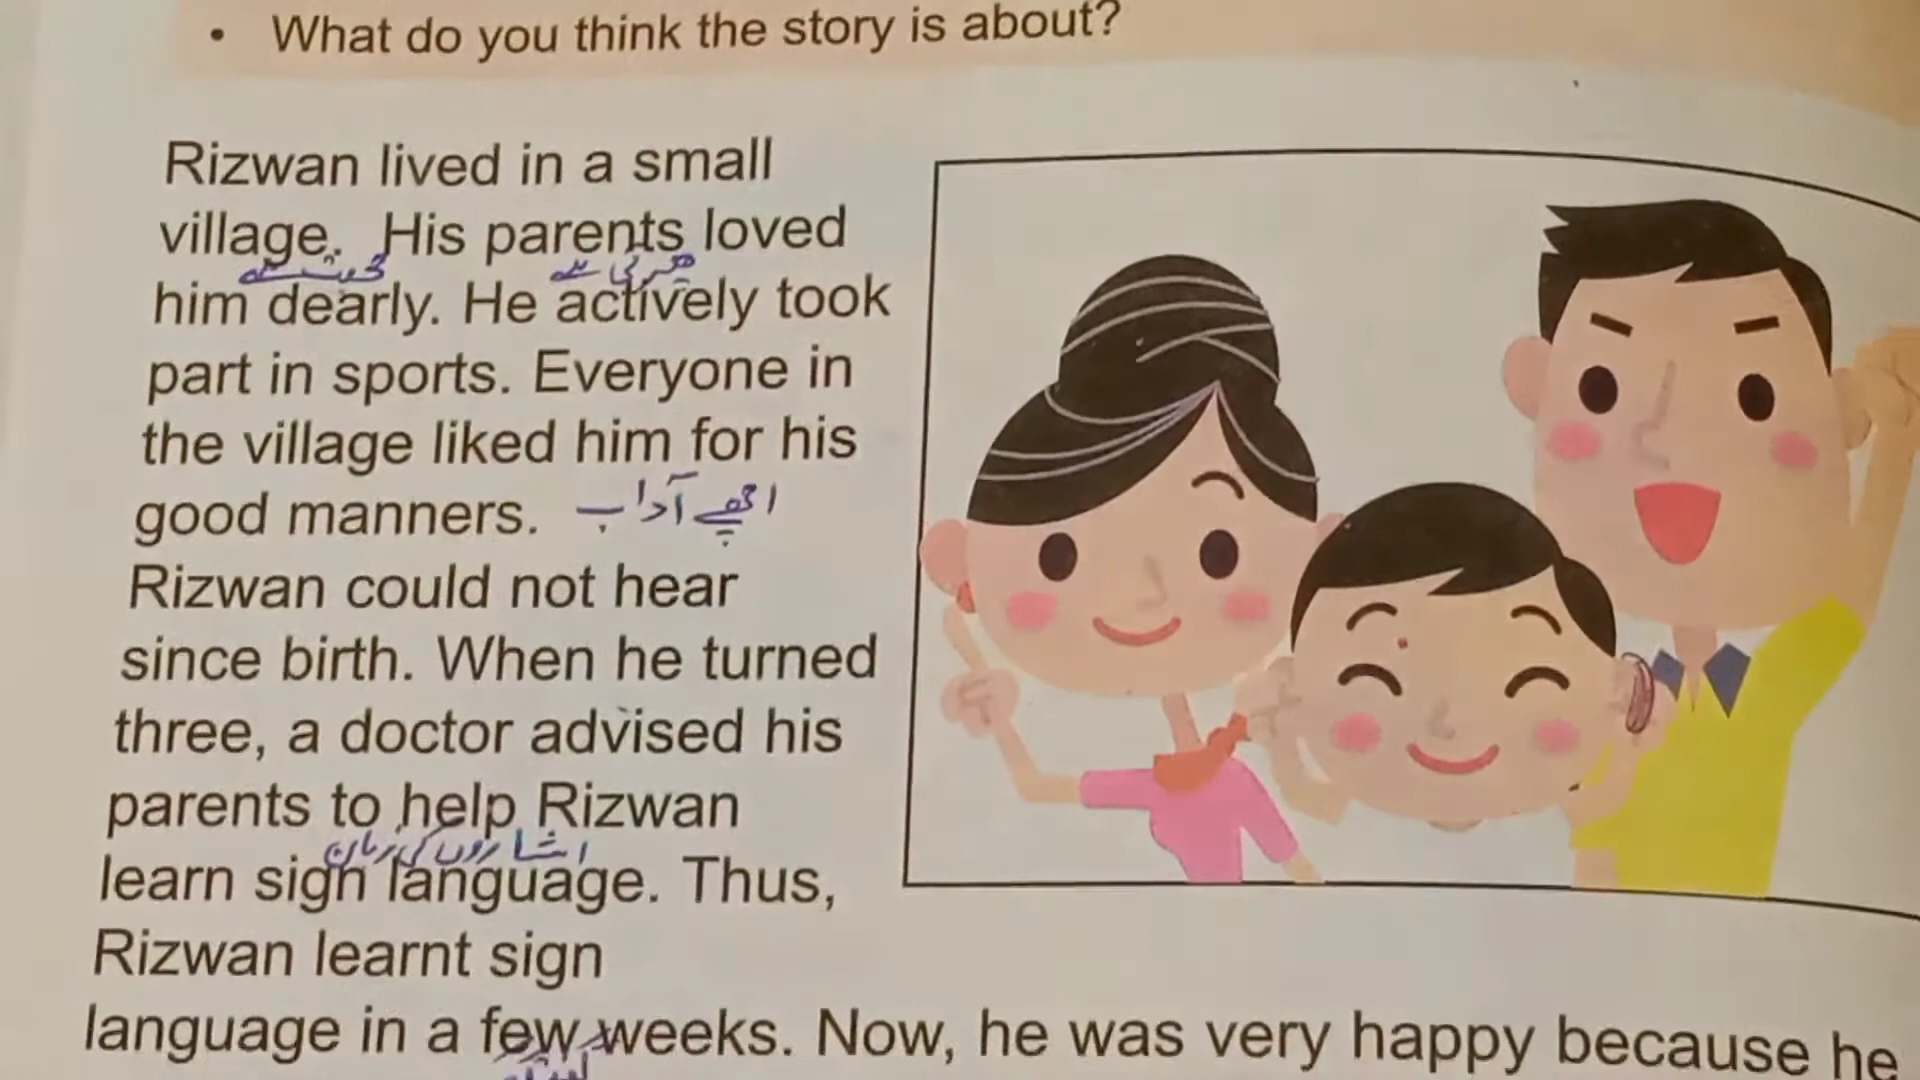 • What do you think the story is about?
Rizwan lived in a small
village. His parents loved
him dearly. He actively took
part in sports. Everyone in
the village liked him for his
good manners. اچھے آداب
Rizwan could not hear
since birth. When he turned
three, a doctor advised his
parents to help Rizwan
اشاروں کی زبان
learn sign language. Thus,
Rizwan learnt sign
language in a few weeks. Now, he was very happy because he